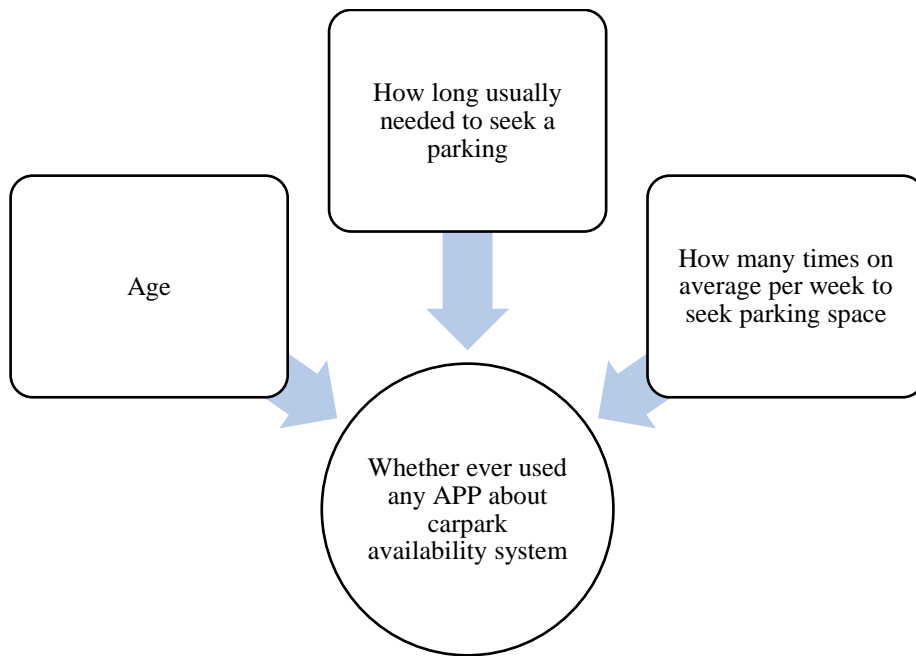 How long usually
needed to seek a
parking
Age
How many times on
average per week to
seek parking space
Whether ever used
any APP about
carpark
availability system